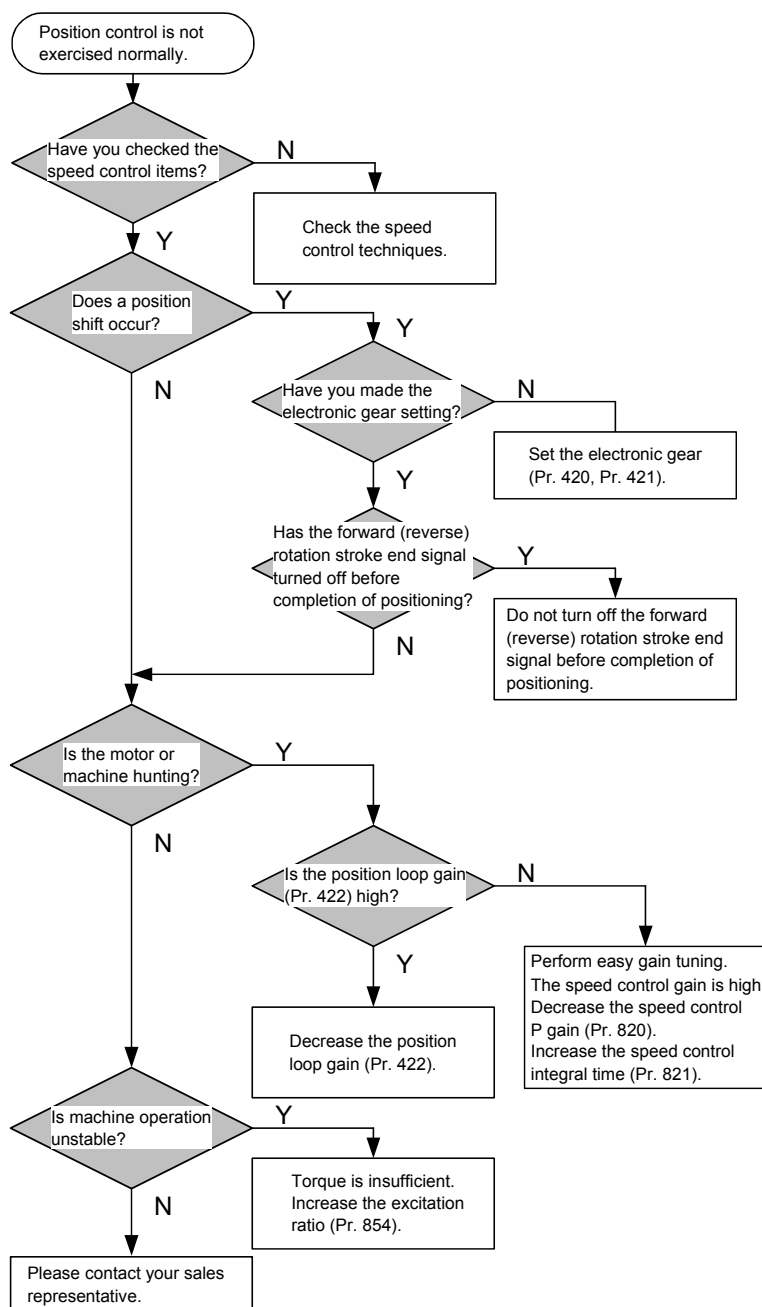 Position control is not
exercised normally.
Have you checked the
speed control items?
N
Check the speed
control techniques.
Y
Does a position
shift occur?
Y
Y
N
Have you made the
electronic gear setting?
N
Set the electronic gear
(Pr. 420, Pr. 421).
Y
Has the forward (reverse)
rotation stroke end signal
turned off before
completion of positioning?
Y
Do not turn off the forward
(reverse) rotation stroke end
signal before completion of
positioning.
N
Is the motor or
machine hunting?
Y
N
Is the position loop gain
(Pr. 422) high?
N
Perform easy gain tuning.
The speed control gain is high
Decrease the speed control
P gain (Pr. 820).
Increase the speed control
integral time (Pr. 821).
Y
Decrease the position
loop gain (Pr. 422).
Is machine operation
unstable?
Y
Torque is insufficient.
Increase the excitation
ratio (Pr. 854).
N
Please contact your sales
representative.